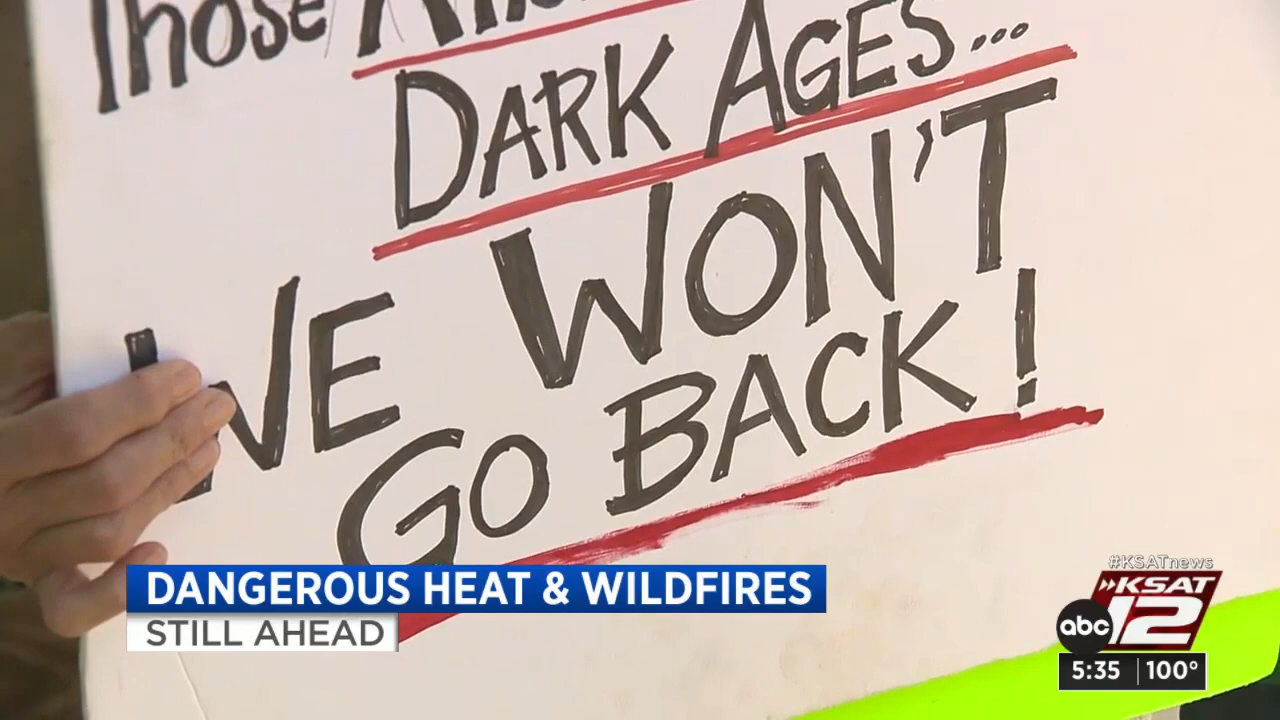 Those
DARK AGES...
WE WON'T
GO BACK!
#KSATnews
DANGEROUS HEAT & WILDFIRES
STILL AHEAD
KSAT
abc 12
5:35 100°